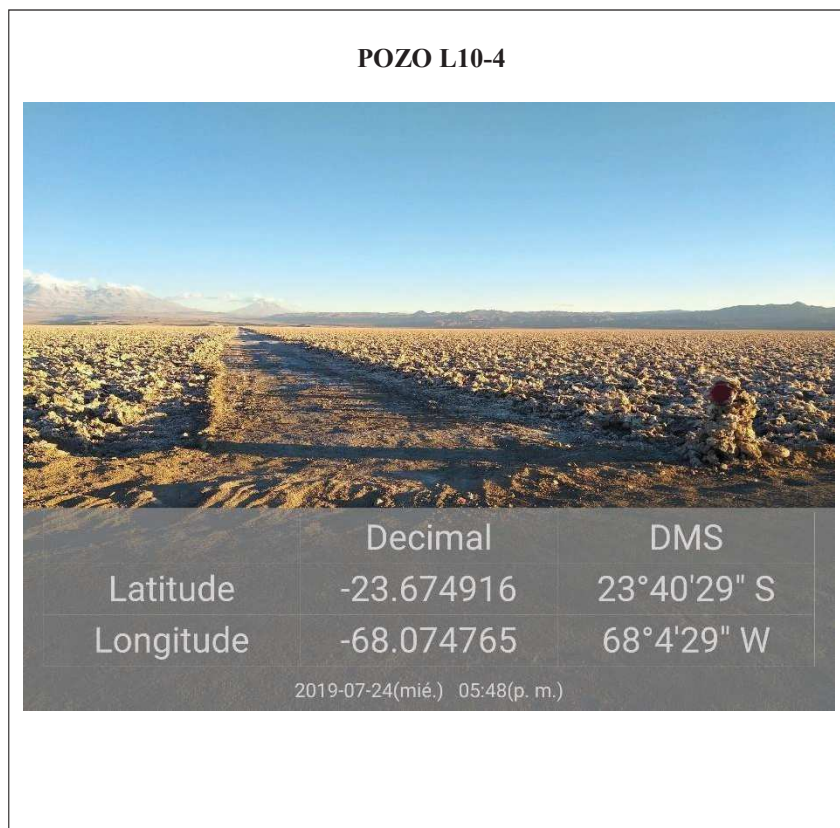 POZO L10-4
Decimal DMS
Latitude -23.674916 23°40'29" S
Longitude -68.074765 68°4'29" W
2019-07-24(mié.) 05:48(p. m.)